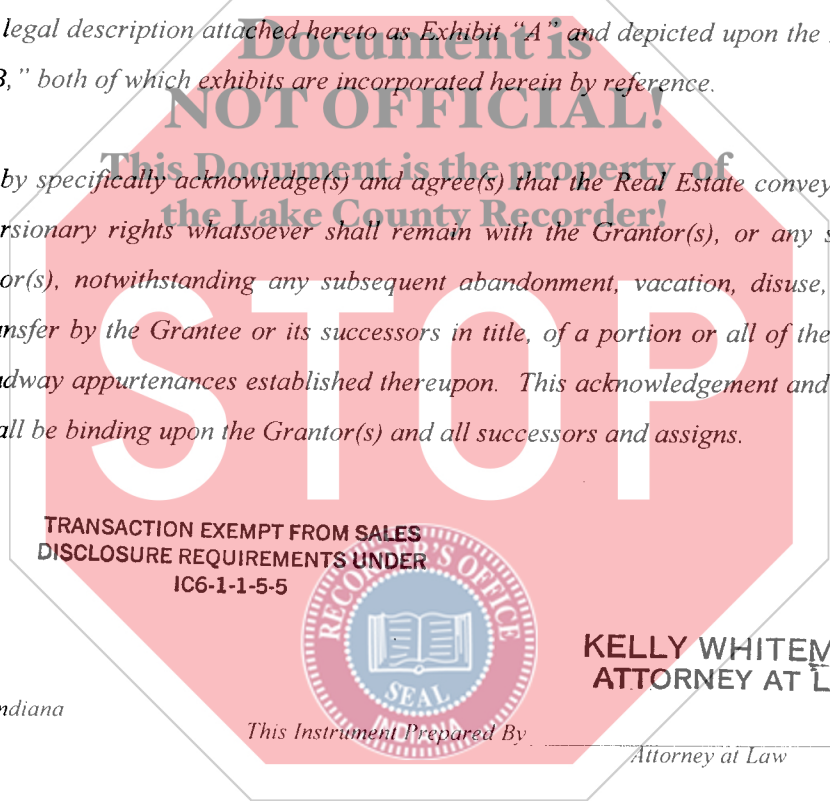 legal description attached hereto as Exhibit "A" and depicted upon the
Document is
," both of which exhibits are incorporated herein by reference.
NOT OFFICIAL!
This Document is the property of
by specifically acknowledge(s) and agree(s) that the Real Estate convey
the Lake County Recorder!
rsionary rights whatsoever shall remain with the Grantor(s), or any s
or(s), notwithstanding any subsequent abandonment, vacation, disuse,
nsfer by the Grantee or its successors in title, of a portion or all of the
dway appurtenances established thereupon. This acknowledgement and
all be binding upon the Grantor(s) and all successors and assigns.
STOP
TRANSACTION EXEMPT FROM SALES
DISCLOSURE REQUIREMENTS UNDER
IC6-1-1-5-5
RECORDER'S OFFICE
SEAL
INDIANA
KELLY WHITEM
ATTORNEY AT L
ndiana
This Instrument Prepared By
Attorney at Law